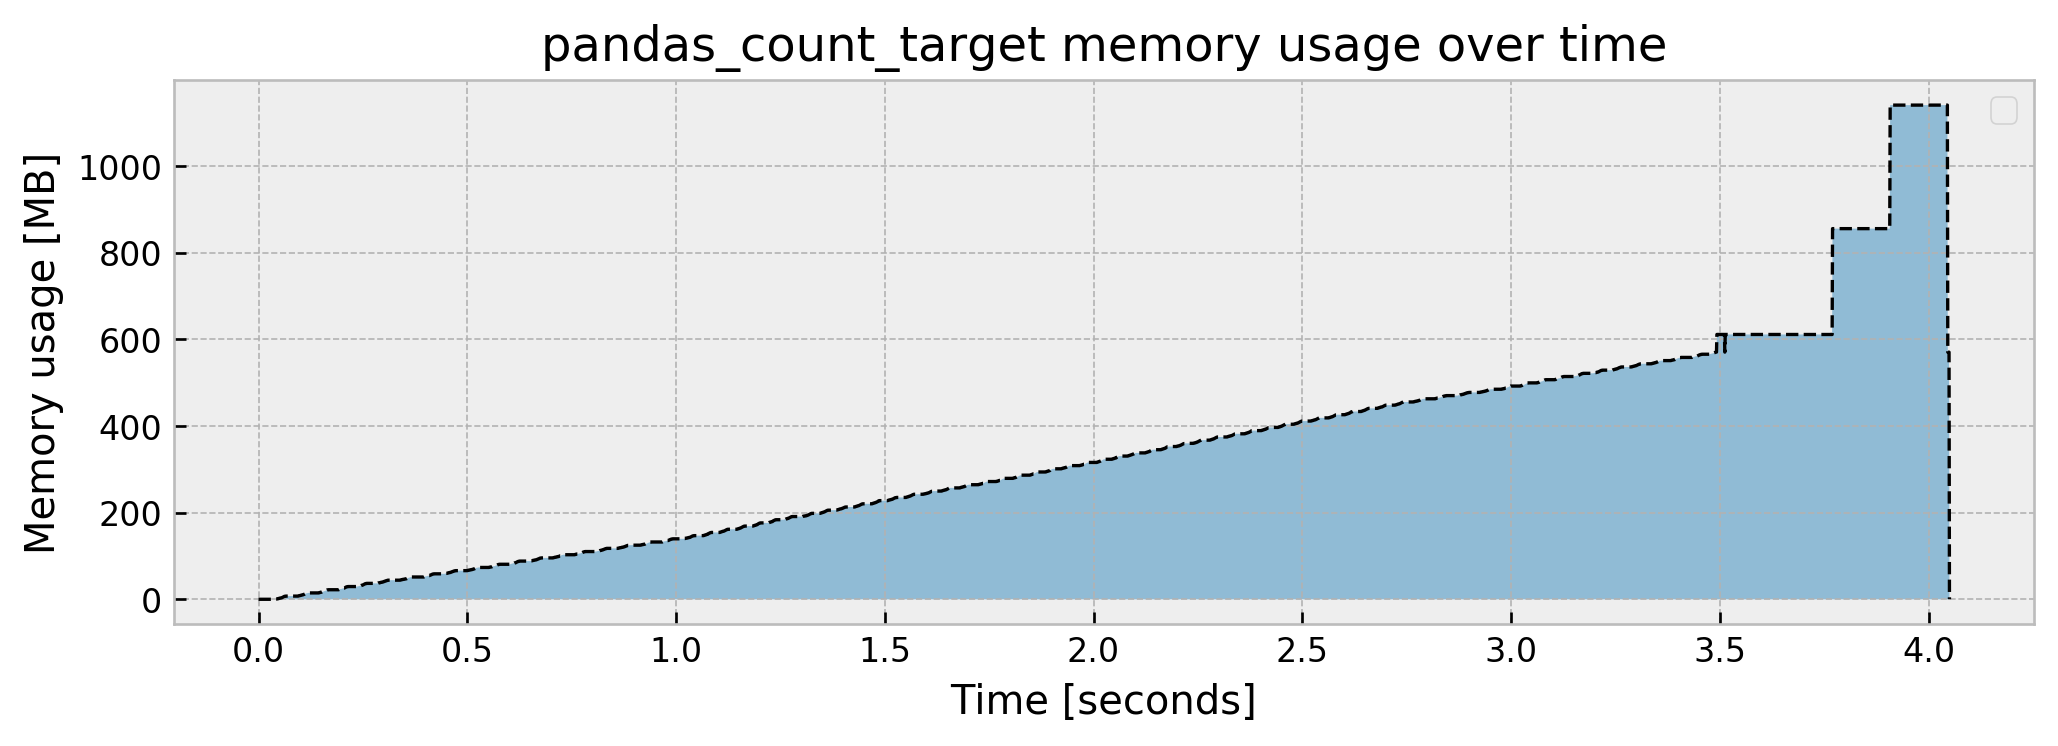 pandas_count_target memory usage over time
Memory usage [MB]
1000
800
600
400
200
0
0.0 0.5 1.0 1.5 2.0 2.5 3.0 3.5 4.0
Time [seconds]